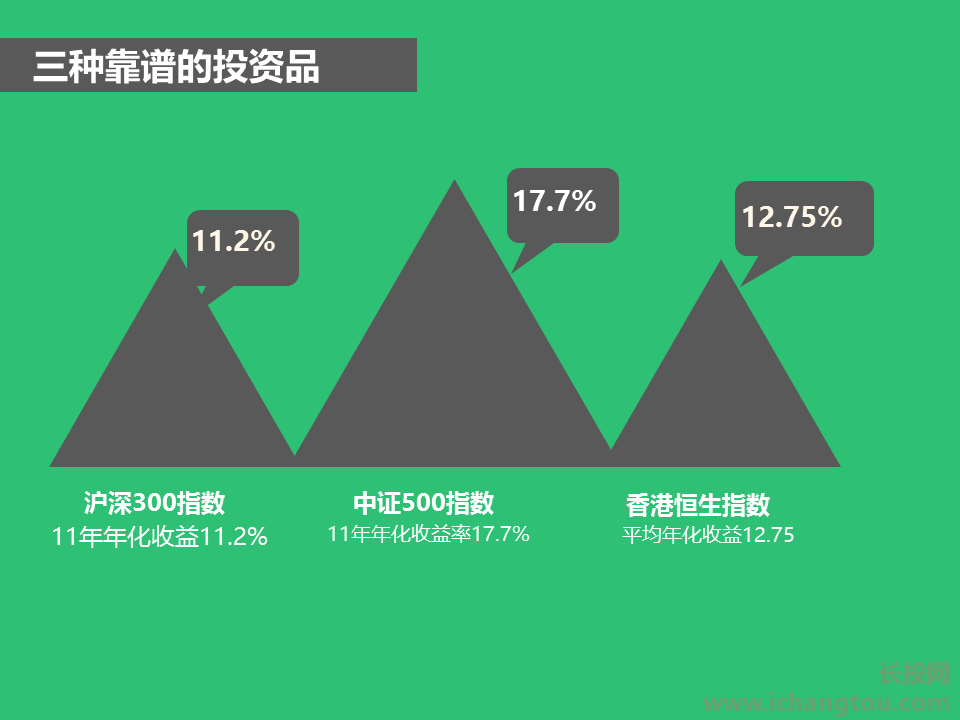 三种靠谱的投资品
11.2%
17.7%
12.75%
沪深300指数
11年年化收益11.2%
中证500指数
11年年化收益率17.7%
香港恒生指数
平均年化收益12.75
长投网
www.ichangtou.com